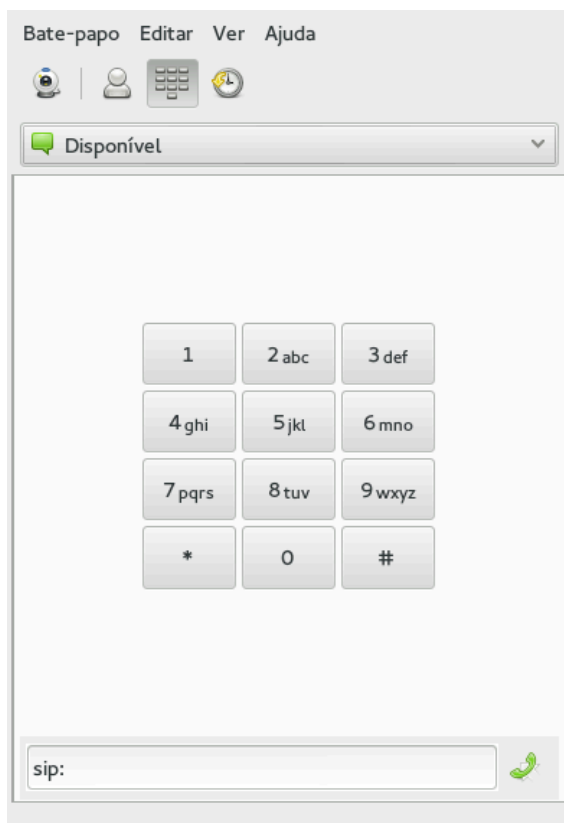 Bate-papo Editar Ver Ajuda
Disponível
1 2 abc 3 def
4 ghi 5 jkl 6 mno
7 pqrs 8 tuv 9 wxyz
* 0 #
sip: